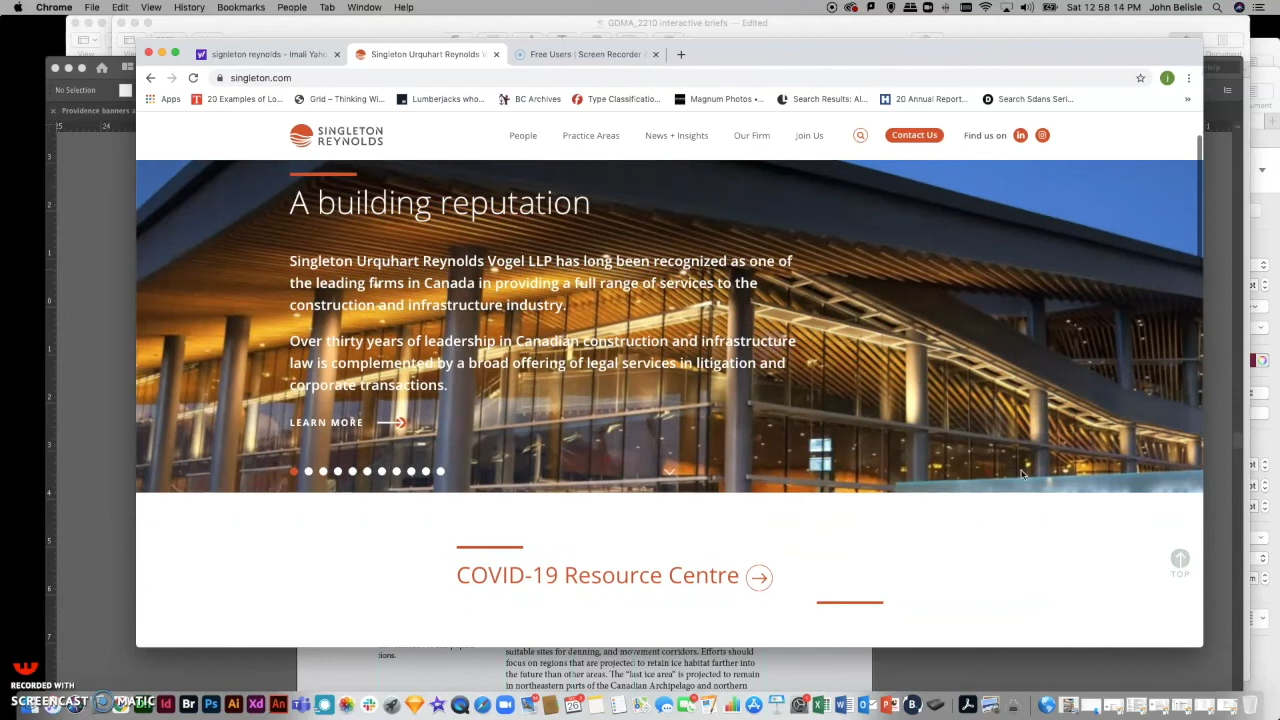 Chrome File Edit View History Bookmarks People Tab Window Help Sat 12 58 14 PM John Belisle
GDMA_2210 interactive briefs — Edited
signleton reynolds - Imali Yaho
Singleton Urquhart Reynolds V
Free Users | Screen Recorder
No Selection
singleton.com
Apps
20 Examples of Lo...
Grid – Thinking Wi...
Lumberjacks who...
BC Archives
Type Classificatio...
Magnum Photos •...
Search Results: Al...
20 Annual Report...
Search Sdans Seri...
»
Providence banners a
SINGLETON
REYNOLDS
People
Practice Areas
News + Insights
Our Firm
Join Us
Contact Us
Find us on
A building reputation
Singleton Urquhart Reynolds Vogel LLP has long been recognized as one of
the leading firms in Canada in providing a full range of services to the
construction and infrastructure industry.
Over thirty years of leadership in Canadian construction and infrastructure
law is complemented by a broad offering of legal services in litigation and
corporate transactions.
LEARN MORE
COVID-19 Resource Centre
TOP
tions.
suitable sites for denning, and movement corridors. Efforts should
focus on regions that are projected to retain ice habitat farther into
the future than other areas. The "last ice area" is projected to remain
in northeastern parts of the Canadian Archipelago and northern
RECORDED WITH
SCREENCAST MATIC